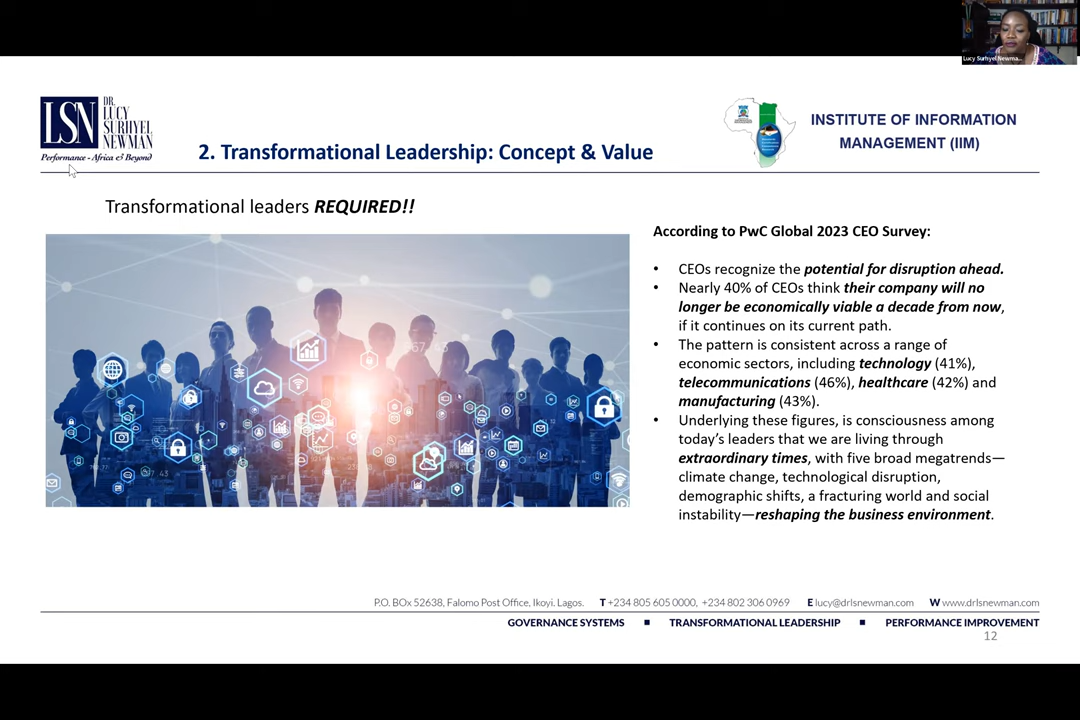 Lucy Surhyel Newma...
LSN
DR.
LUCY
SURHYEL
NEWMAN
Performance - Africa & Beyond
2. Transformational Leadership: Concept & Value
INSTITUTE OF INFORMATION
MANAGEMENT (IIM)
Transformational leaders REQUIRED!!
According to PwC Global 2023 CEO Survey:
• CEOs recognize the potential for disruption ahead.
• Nearly 40% of CEOs think their company will no
longer be economically viable a decade from now,
if it continues on its current path.
• The pattern is consistent across a range of
economic sectors, including technology (41%),
telecommunications (46%), healthcare (42%) and
manufacturing (43%).
• Underlying these figures, is consciousness among
today's leaders that we are living through
extraordinary times, with five broad megatrends—
climate change, technological disruption,
demographic shifts, a fracturing world and social
instability—reshaping the business environment.
P.O. BOx 52638, Falomo Post Office, Ikoyi. Lagos. T +234 805 605 0000, +234 802 306 0969 E lucy@drlsnewman.com W www.drlsnewman.com
GOVERNANCE SYSTEMS ■ TRANSFORMATIONAL LEADERSHIP ■ PERFORMANCE IMPROVEMENT
12